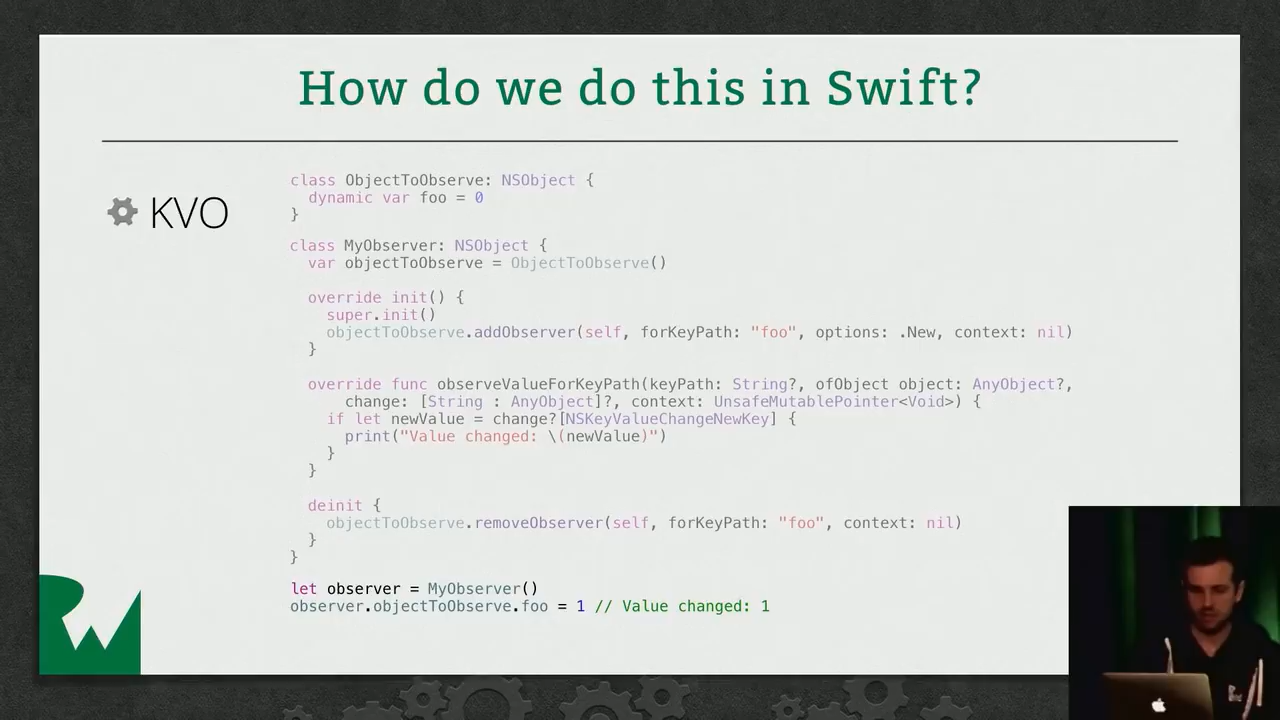 How do we do this in Swift?
KVO
class ObjectToObserve: NSObject {
  dynamic var foo = 0
}
class MyObserver: NSObject {
  var objectToObserve = ObjectToObserve()
  override init() {
    super.init()
    objectToObserve.addObserver(self, forKeyPath: "foo", options: .New, context: nil)
  }
  override func observeValueForKeyPath(keyPath: String?, ofObject object: AnyObject?,
      change: [String : AnyObject]?, context: UnsafeMutablePointer<Void>) {
    if let newValue = change?[NSKeyValueChangeNewKey] {
      print("Value changed: \(newValue)")
    }
  }
  deinit {
    objectToObserve.removeObserver(self, forKeyPath: "foo", context: nil)
  }
}
let observer = MyObserver()
observer.objectToObserve.foo = 1 // Value changed: 1